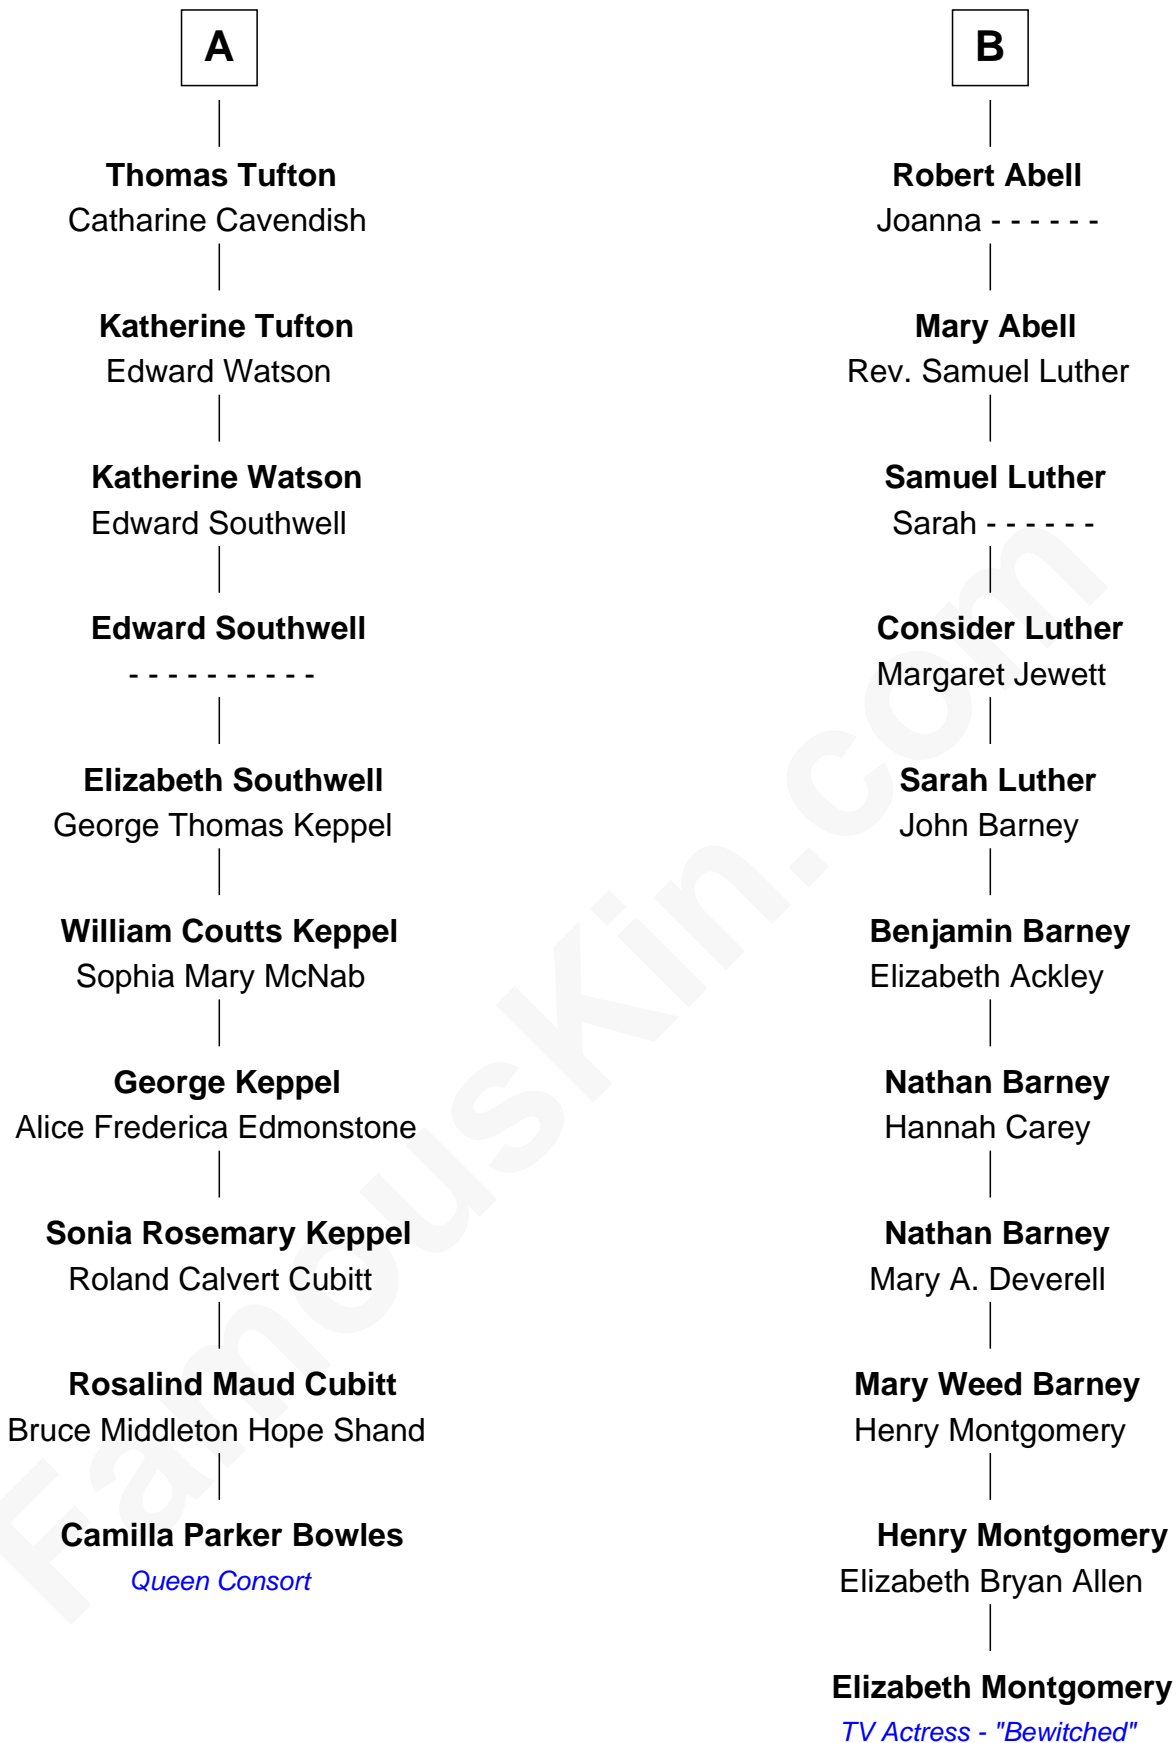 A
Thomas Tufton
Catharine Cavendish
Katherine Tufton
Edward Watson
Katherine Watson
Edward Southwell
Edward Southwell
- - - - - - - - - -
Elizabeth Southwell
George Thomas Keppel
William Coutts Keppel
Sophia Mary McNab
George Keppel
Alice Frederica Edmonstone
Sonia Rosemary Keppel
Roland Calvert Cubitt
Rosalind Maud Cubitt
Bruce Middleton Hope Shand
Camilla Parker Bowles
Queen Consort
B
Robert Abell
Joanna - - - - - -
Mary Abell
Rev. Samuel Luther
Samuel Luther
Sarah - - - - - -
Consider Luther
Margaret Jewett
Sarah Luther
John Barney
Benjamin Barney
Elizabeth Ackley
Nathan Barney
Hannah Carey
Nathan Barney
Mary A. Deverell
Mary Weed Barney
Henry Montgomery
Henry Montgomery
Elizabeth Bryan Allen
Elizabeth Montgomery
TV Actress - "Bewitched"
FamousKin.com